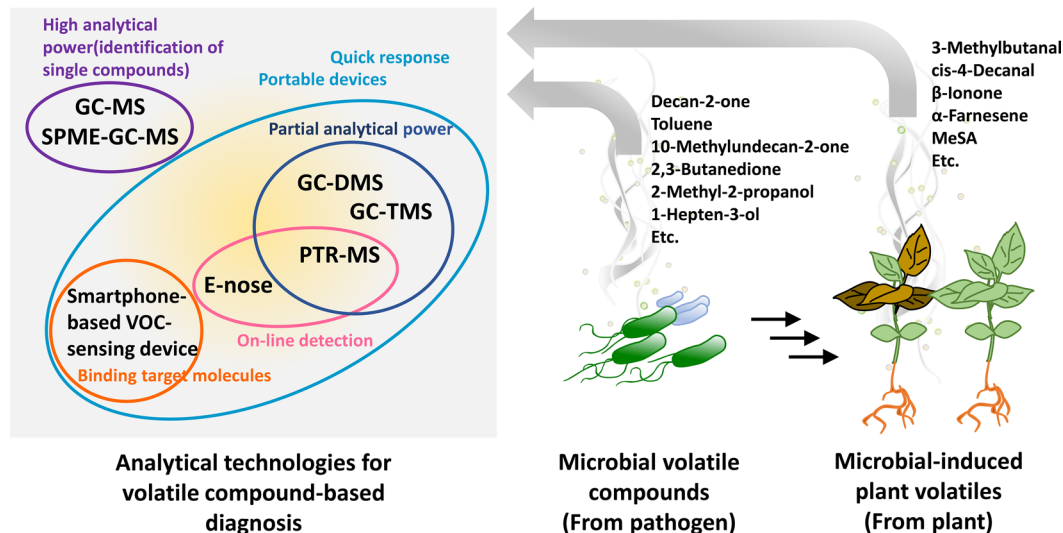 High analytical
power(identification of
single compounds)
GC-MS
SPME-GC-MS
Quick response
Portable devices
Partial analytical power
GC-DMS
GC-TMS
PTR-MS
E-nose
On-line detection
Smartphone-
based VOC-
sensing device
Binding target molecules
Analytical technologies for
volatile compound-based
diagnosis
Decan-2-one
Toluene
10-Methylundecan-2-one
2,3-Butanedione
2-Methyl-2-propanol
1-Hepten-3-ol
Etc.
Microbial volatile
compounds
(From pathogen)
3-Methylbutanal
cis-4-Decanal
β-Ionone
α-Farnesene
MeSA
Etc.
Microbial-induced
plant volatiles
(From plant)